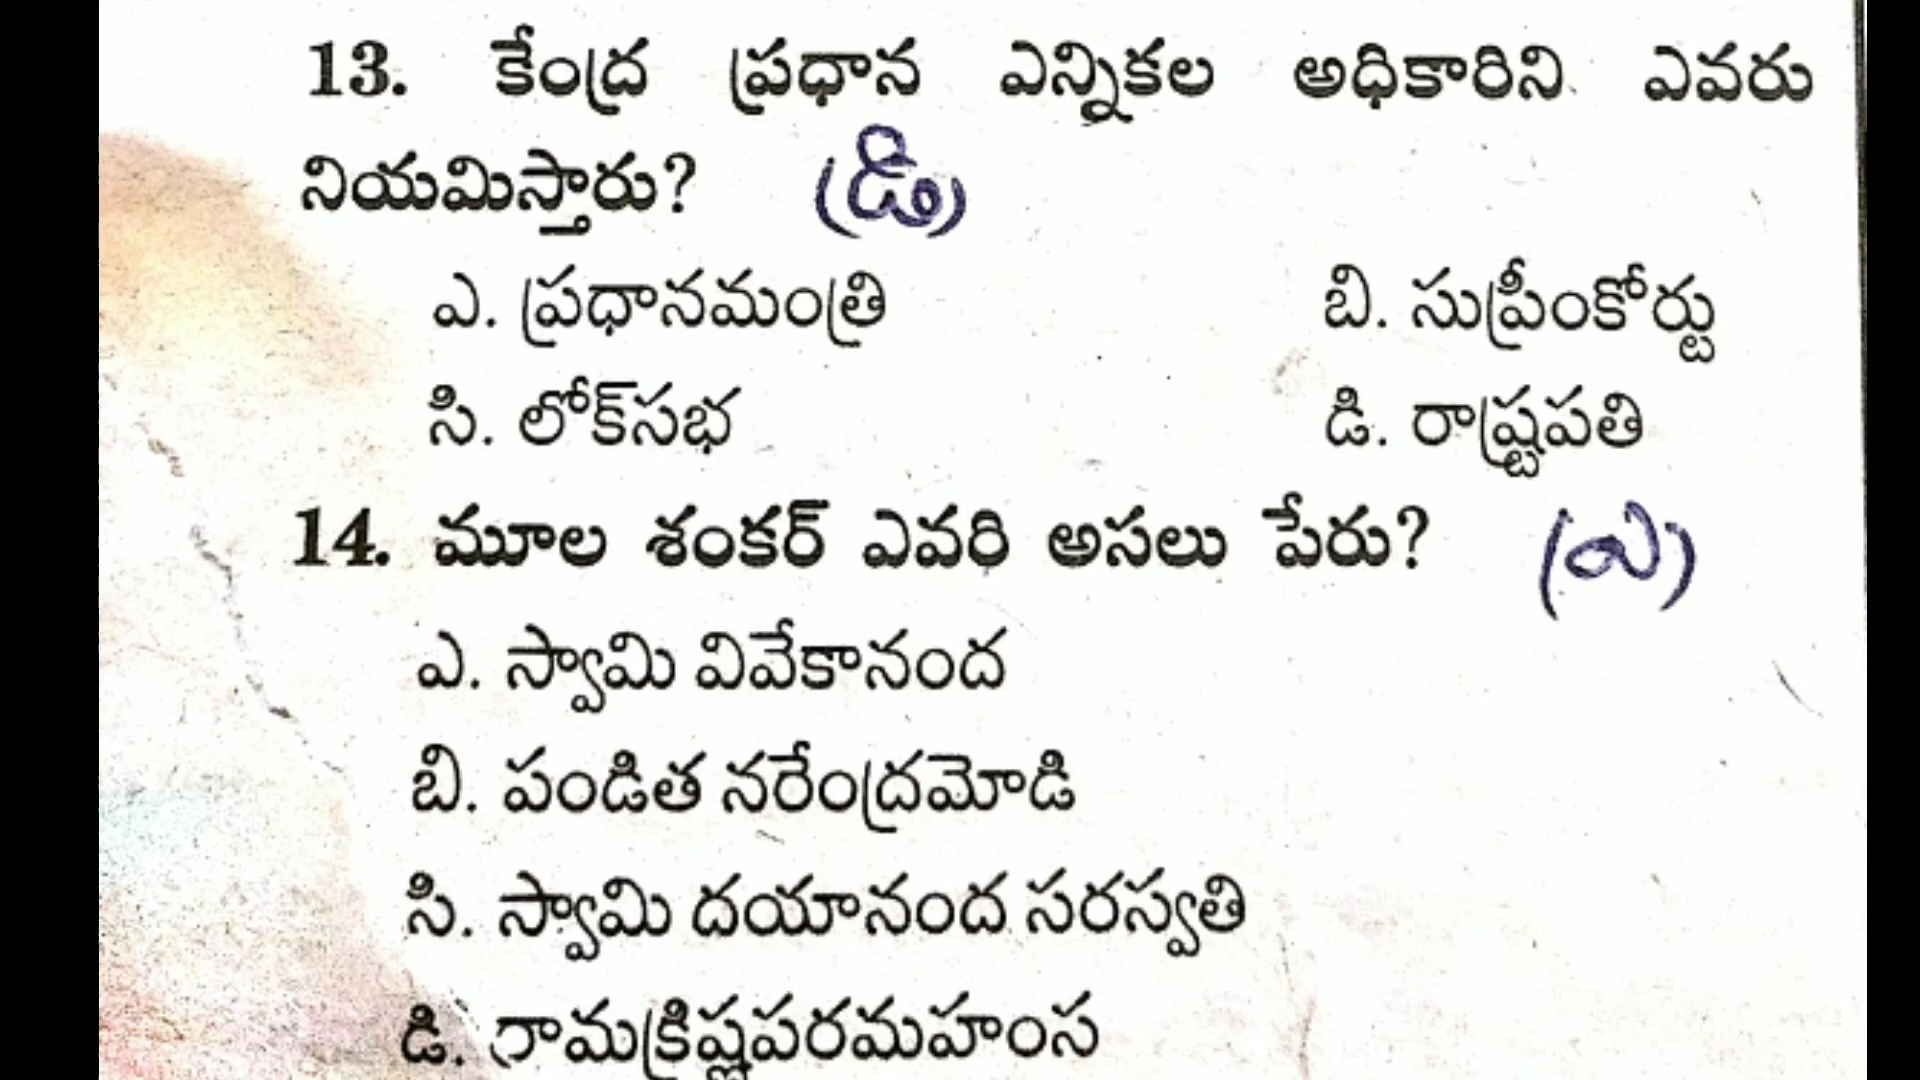 13. కేంద్ర ప్రధాన ఎన్నికల అధికారిని ఎవరు
నియమిస్తారు? (డి)
ఎ. ప్రధానమంత్రి బి. సుప్రీంకోర్టు
సి. లోక్‌సభ డి. రాష్ట్రపతి
14. మూల శంకర్ ఎవరి అసలు పేరు?
ఎ. స్వామి వివేకానంద
బి. పండిత నరేంద్రమోడి
సి. స్వామి దయానంద సరస్వతి
డి. రామక్రిష్ణపరమహంస